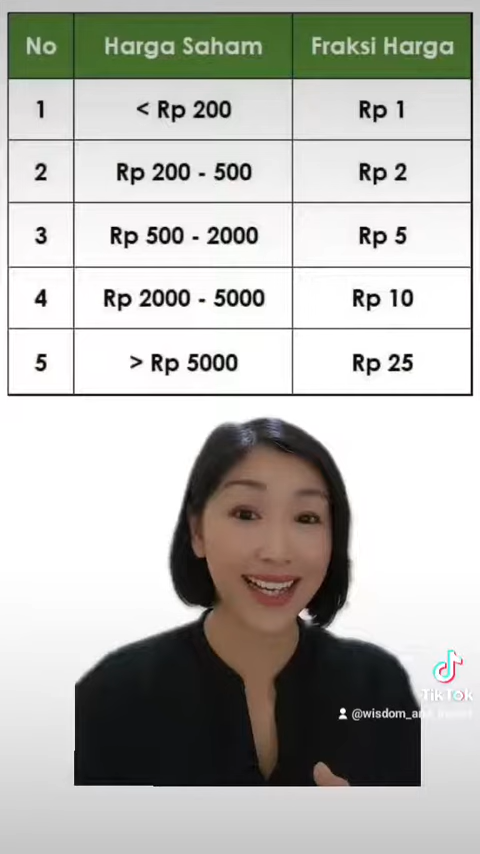 No Harga Saham Fraksi Harga
1 < Rp 200 Rp 1
2 Rp 200 - 500 Rp 2
3 Rp 500 - 2000 Rp 5
4 Rp 2000 - 5000 Rp 10
5 > Rp 5000 Rp 25
TikTok